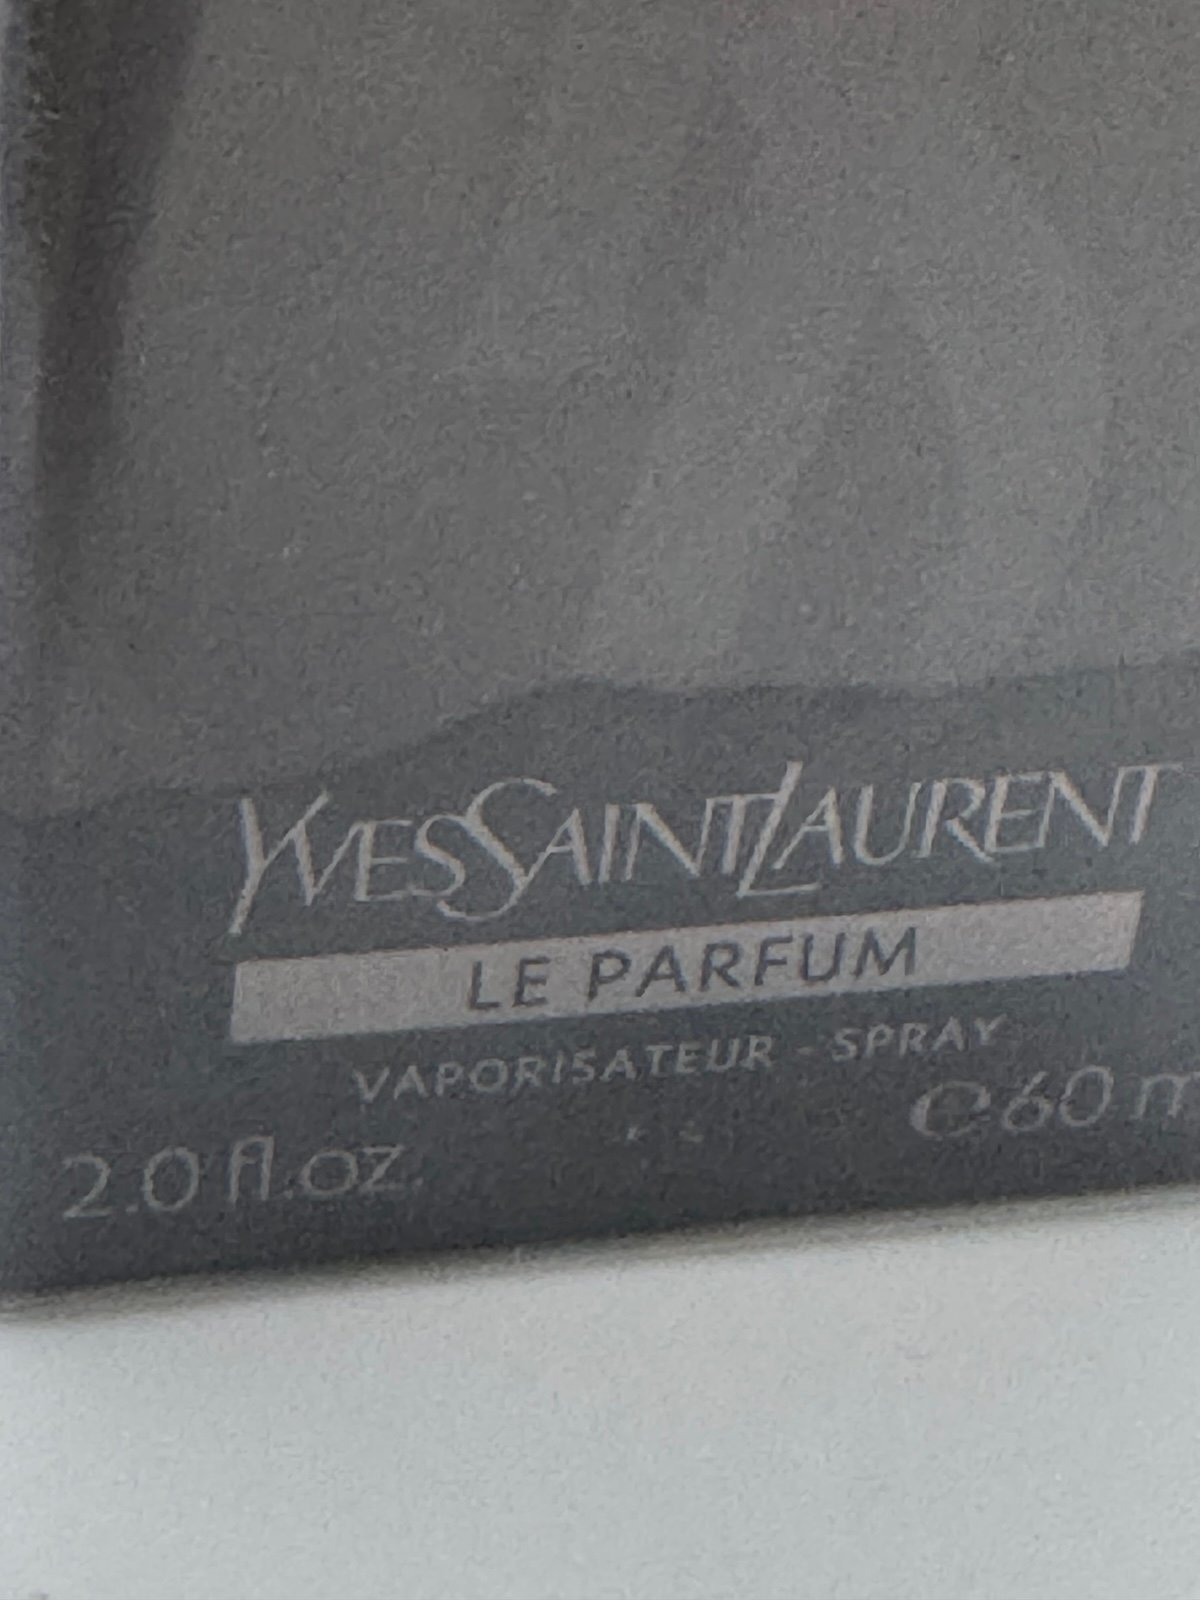 YVESSAINTLAURENT
LE PARFUM
VAPORISATEUR - SPRAY
2.0 fl.oz. ℮60 m